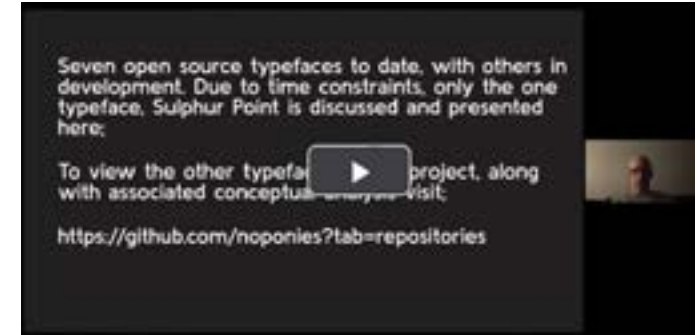 Seven open source typefaces to date, with others in
development. Due to time constraints, only the one
typeface, Sulphur Point is discussed and presented
here;
To view the other typefa project, along
with associated conceptual visit;
https://github.com/noponies?tab=repositories